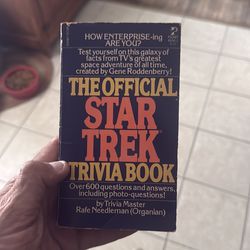 HOW ENTERPRISE-ing
ARE YOU?
Test yourself on this galaxy of
facts from TV's greatest
space adventure of all time,
created by Gene Roddenberry!
THE OFFICIAL
STAR
TREK®
TRIVIA BOOK
Over 600 questions and answers,
including photo-questions!
by Trivia Master
Rafe Needleman (Organian)